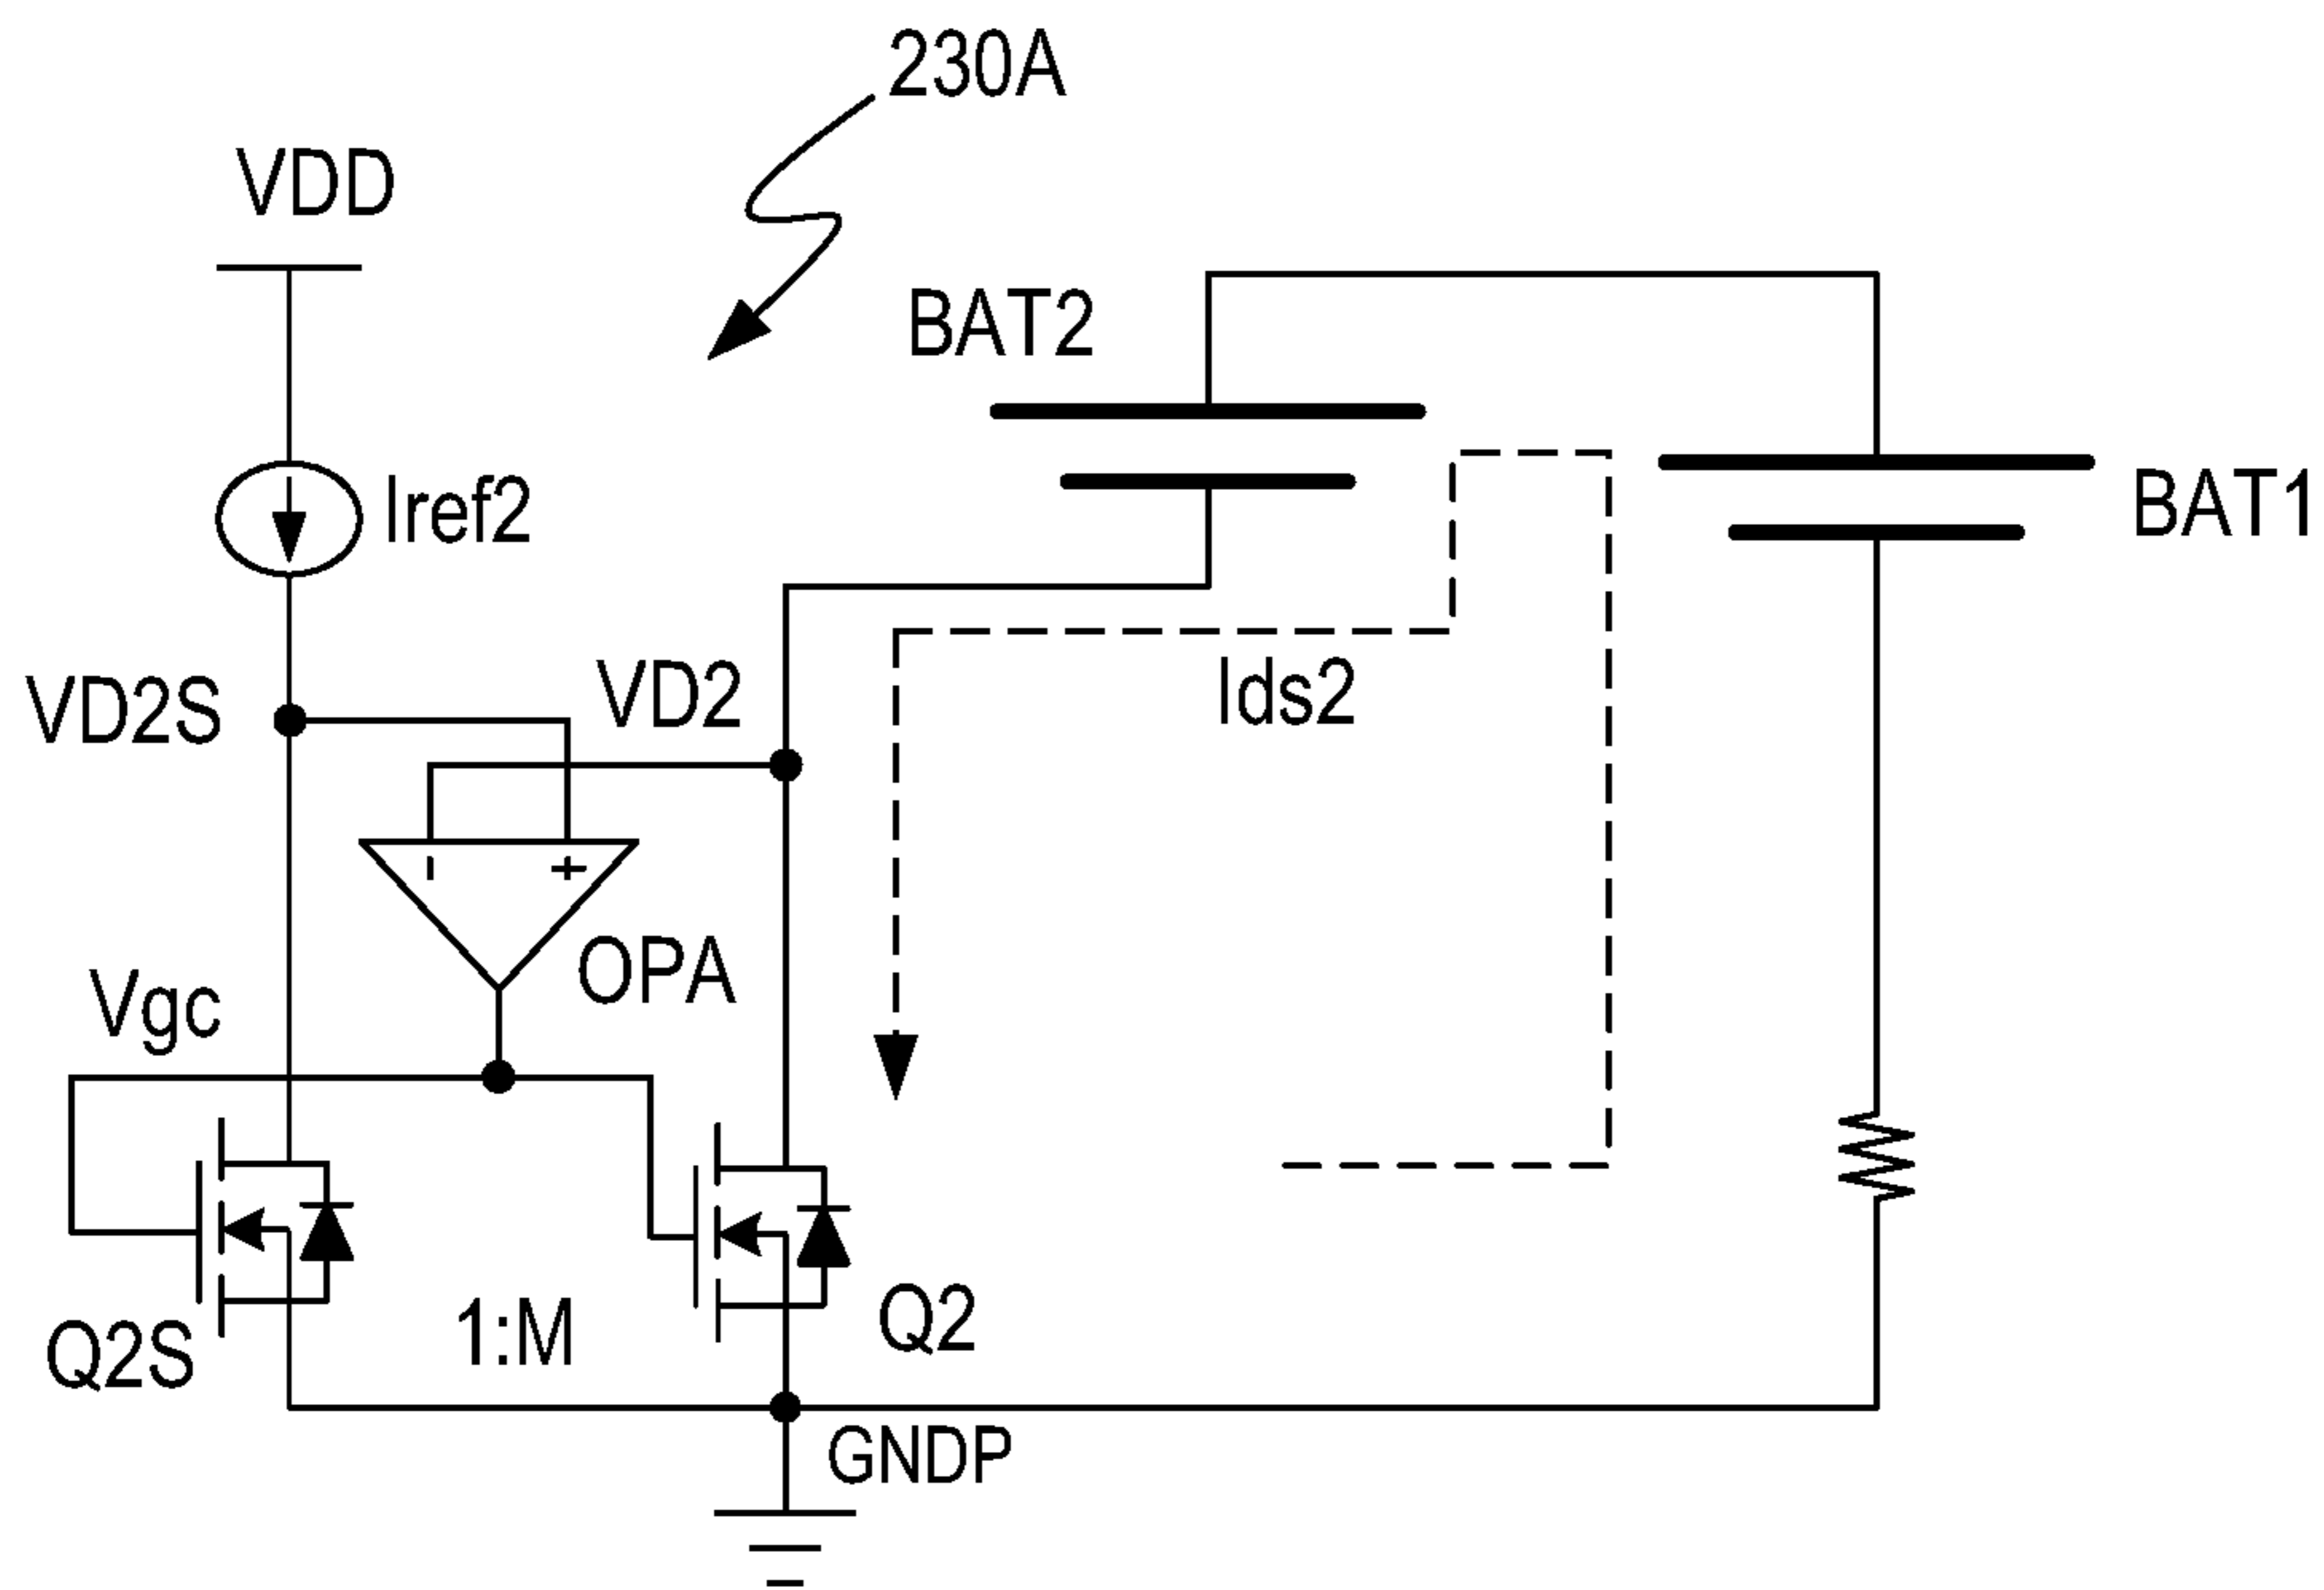 230A
VDD
BAT2
Iref2
BAT1
VD2S
VD2
Ids2
- +
OPA
Vgc
Q2S
1:M
Q2
GNDP